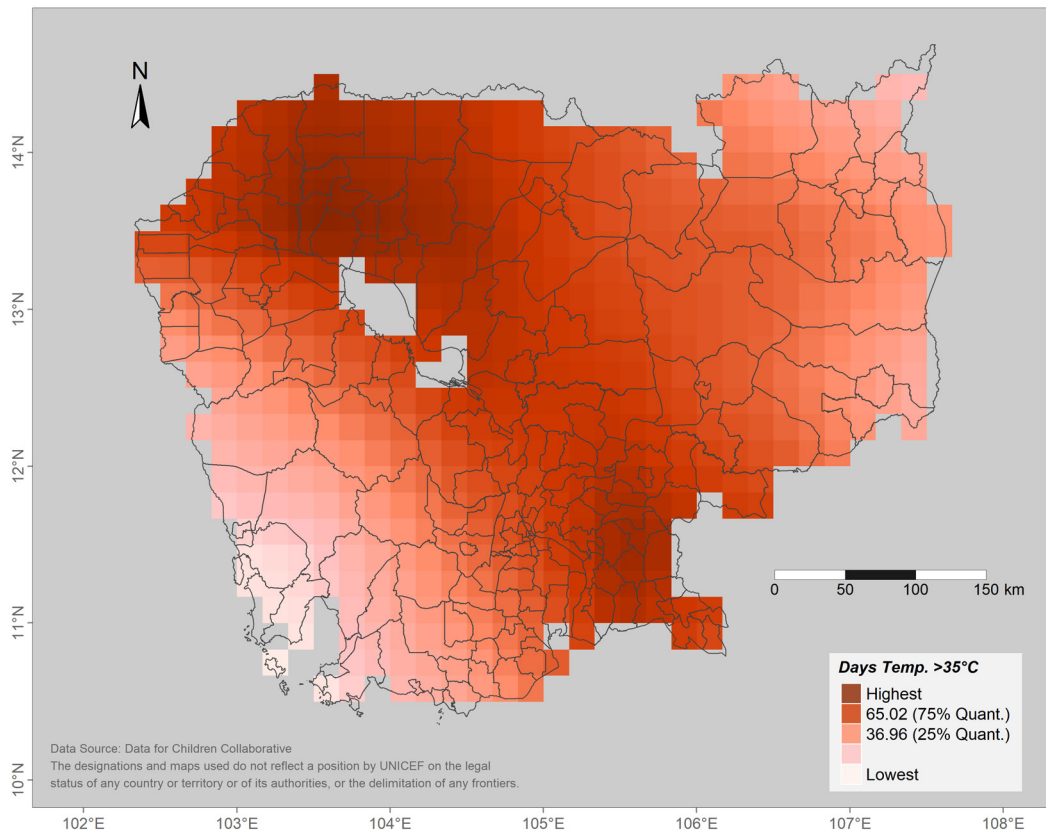 N
14°N
13°N
12°N
11°N
10°N
0 50 100 150 km
Days Temp. >35°C
Highest
65.02 (75% Quant.)
36.96 (25% Quant.)
Lowest
Data Source: Data for Children Collaborative
The designations and maps used do not reflect a position by UNICEF on the legal
status of any country or territory or of its authorities, or the delimitation of any frontiers.
102°E 103°E 104°E 105°E 106°E 107°E 108°E